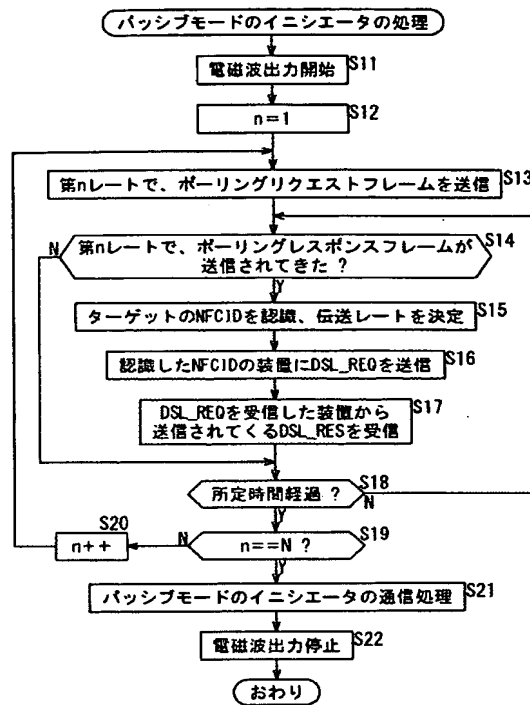 パッシブモードのイニシエータの処理
電磁波出力開始
S11
n=1
S12
第nレートで、ポーリングリクエストフレームを送信
S13
第nレートで、ポーリングレスポンスフレームが
送信されてきた ?
S14
N
Y
ターゲットのNFCIDを認識、伝送レートを決定
S15
認識したNFCIDの装置にDSL_REQを送信
S16
DSL_REQを受信した装置から
送信されてくるDSL_RESを受信
S17
所定時間経過 ?
S18
N
Y
n==N ?
S19
N
Y
n++
S20
パッシブモードのイニシエータの通信処理
S21
電磁波出力停止
S22
おわり